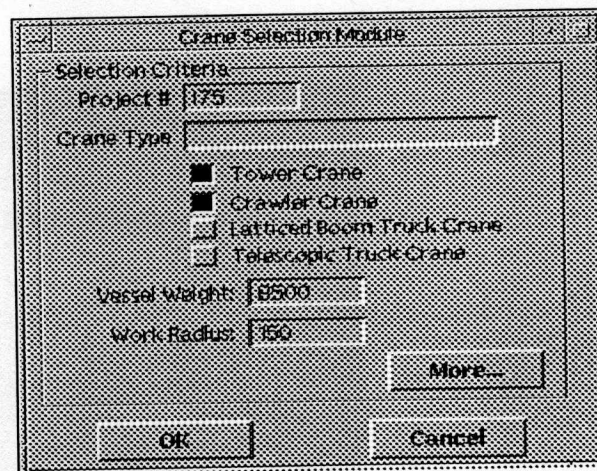 Crane Selection Module
Selection Criteria
Project # 175
Crane Type
Tower Crane
Crawler Crane
Latticed Boom Truck Crane
Telescopic Truck Crane
Vessel Weight: 8500
Work Radius: 150
More...
OK
Cancel